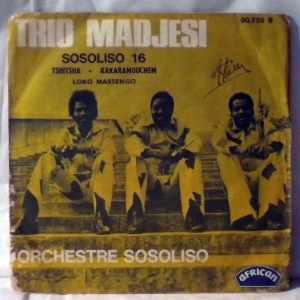 90.735 B
TRIO MADJESI
SOSOLISO 16
TSHITSHA - KAKARAMOUCHEM
LOKO MASSENGO
ORCHESTRE SOSOLISO
AFRICAN